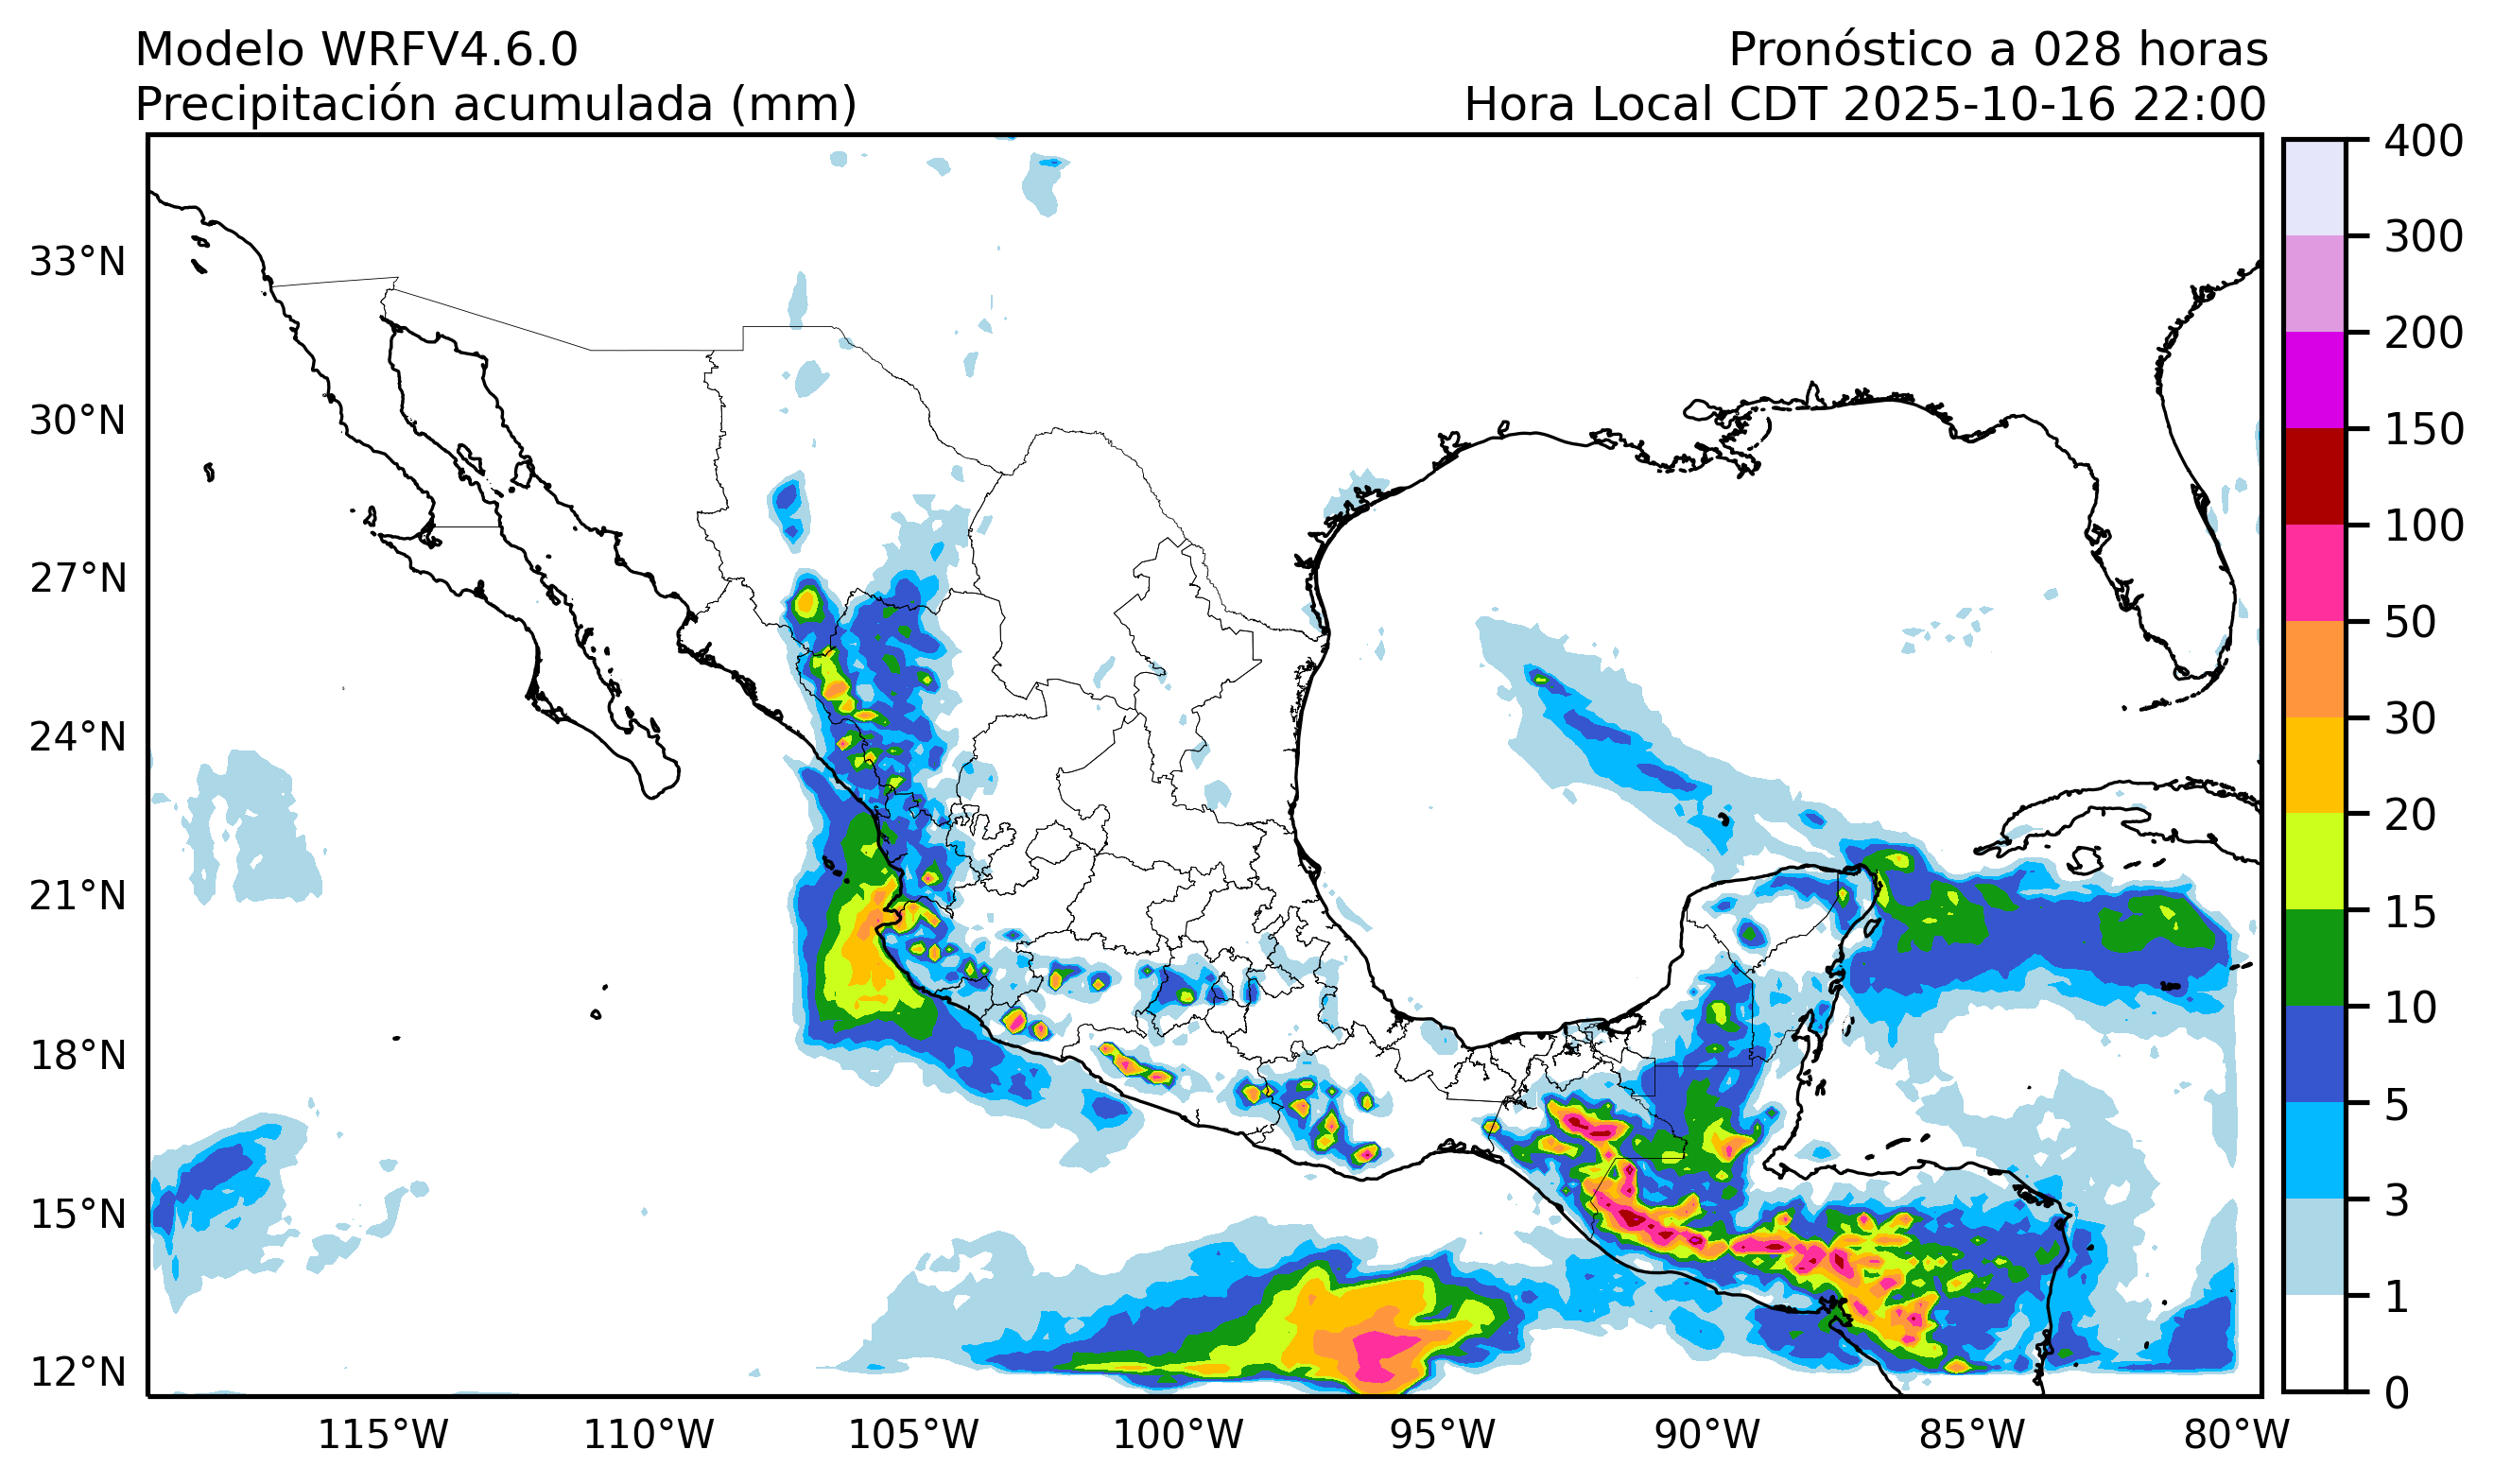 Modelo WRFV4.6.0
Pronóstico a 028 horas
Precipitación acumulada (mm)
Hora Local CDT 2025-10-16 22:00
33°N
30°N
27°N
24°N
21°N
18°N
15°N
12°N
115°W
110°W
105°W
100°W
95°W
90°W
85°W
80°W
400
300
200
150
100
50
30
20
15
10
5
3
1
0